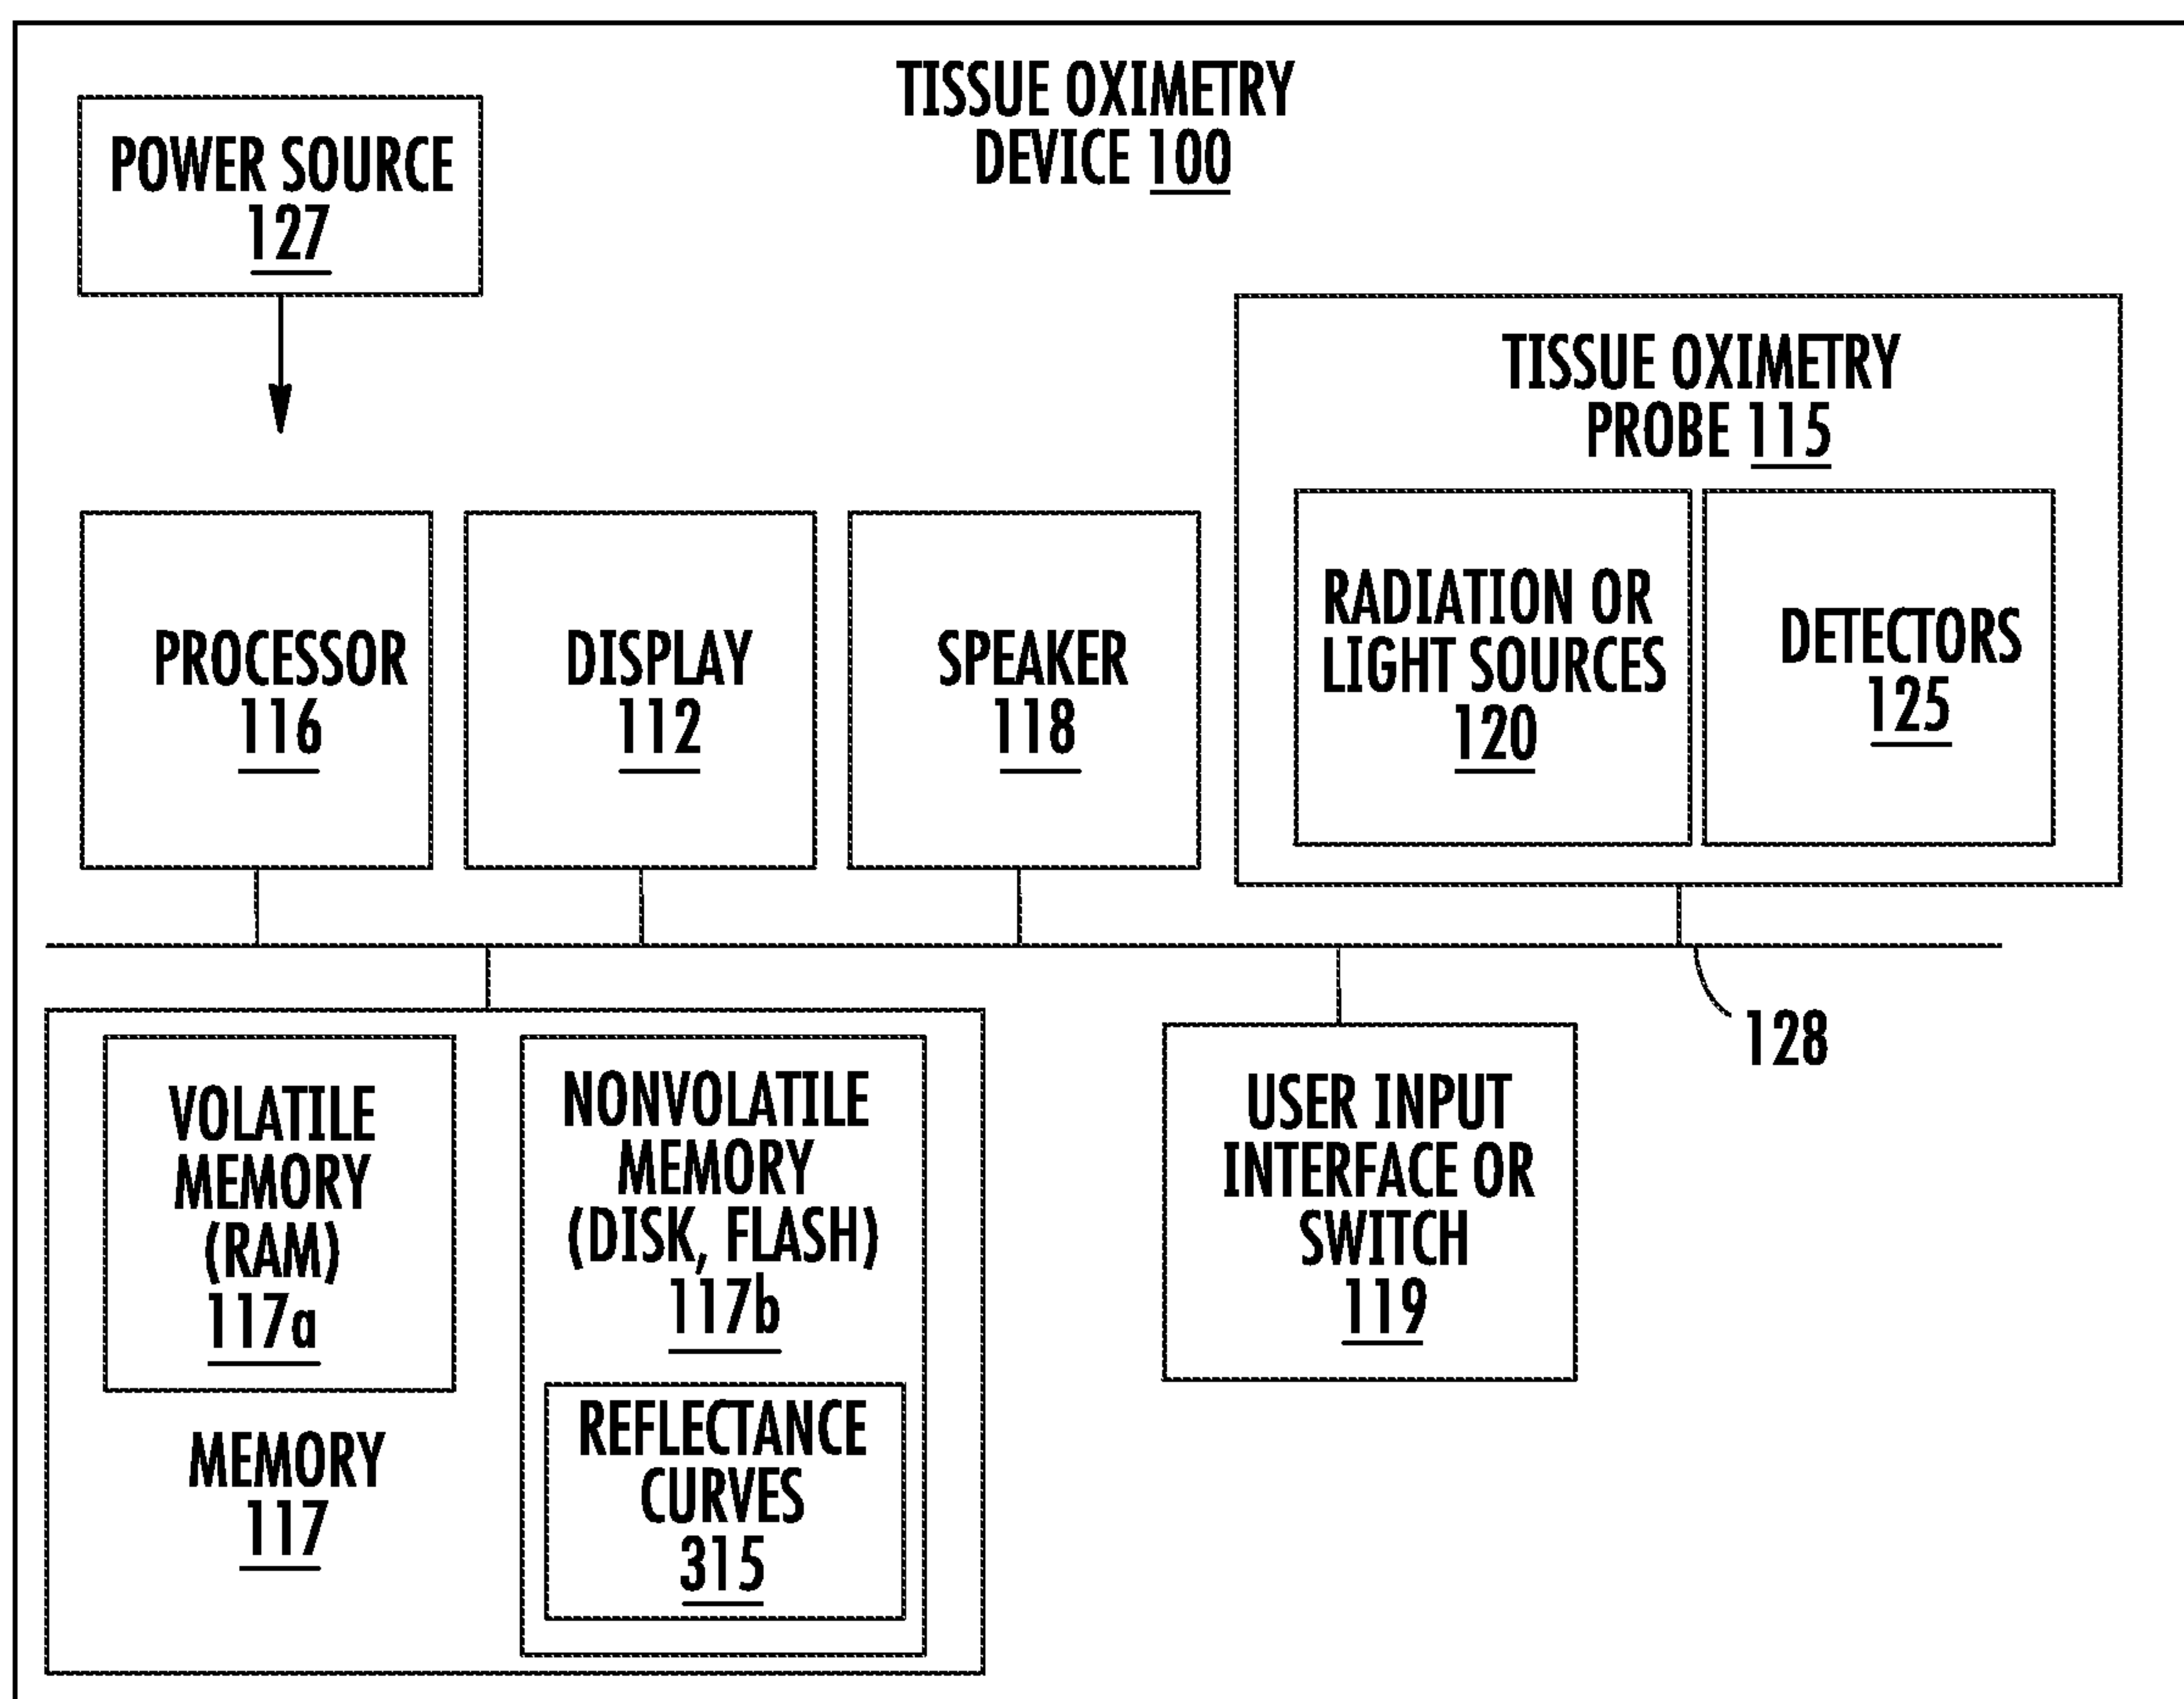 TISSUE OXIMETRY
DEVICE 100
POWER SOURCE
127
TISSUE OXIMETRY
PROBE 115
PROCESSOR
116
DISPLAY
112
SPEAKER
118
RADIATION OR
LIGHT SOURCES
120
DETECTORS
125
128
VOLATILE
MEMORY
(RAM)
117a
MEMORY
117
NONVOLATILE
MEMORY
(DISK, FLASH)
117b
REFLECTANCE
CURVES
315
USER INPUT
INTERFACE OR
SWITCH
119